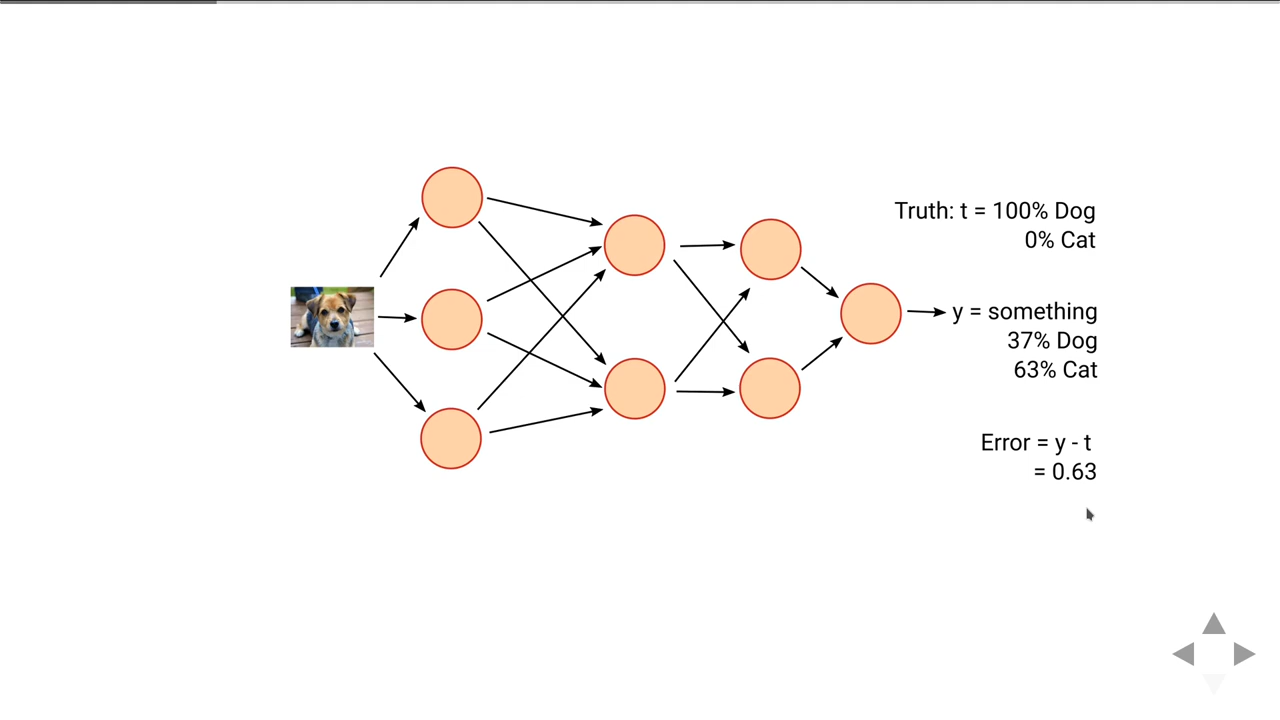 Truth: t = 100% Dog
0% Cat
y = something
37% Dog
63% Cat
Error = y - t
= 0.63